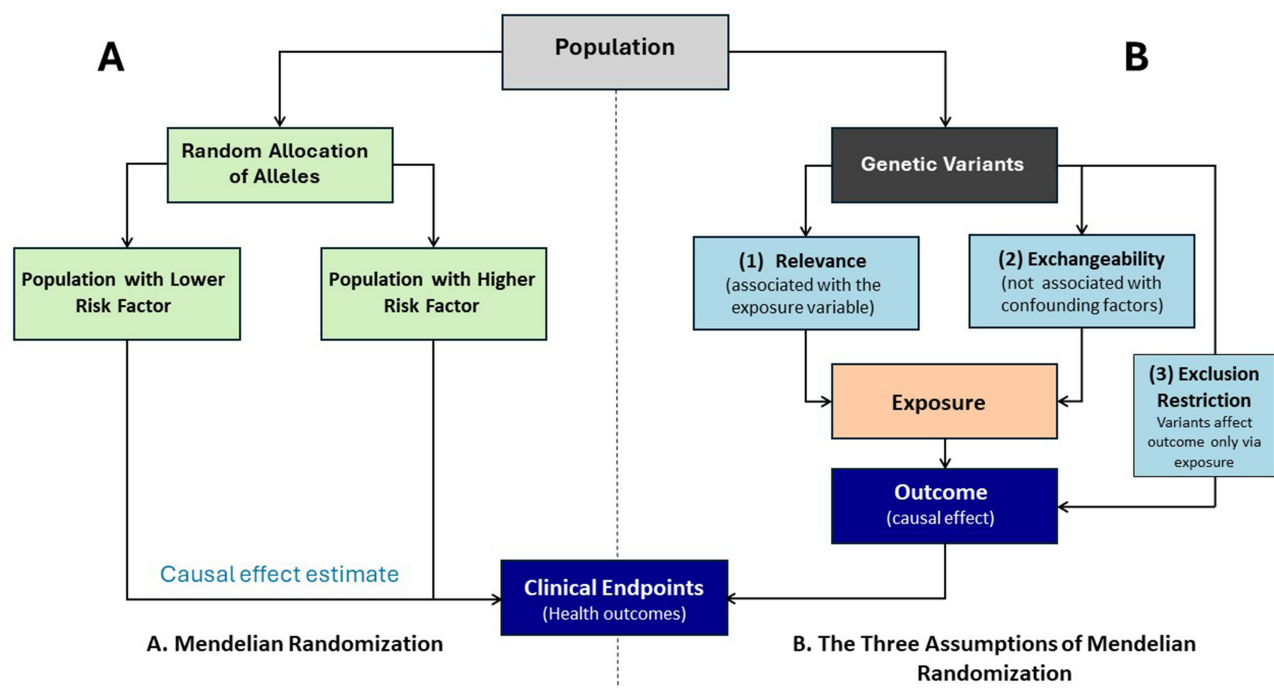 A
Population
B
Random Allocation
of Alleles
Population with Lower
Risk Factor
Population with Higher
Risk Factor
Causal effect estimate
Genetic Variants
(1) Relevance
(associated with the
exposure variable)
(2) Exchangeability
(not associated with
confounding factors)
(3) Exclusion
Restriction
Variants affect
outcome only via
exposure
Exposure
Outcome
(causal effect)
Clinical Endpoints
(Health outcomes)
A. Mendelian Randomization
B. The Three Assumptions of Mendelian
Randomization